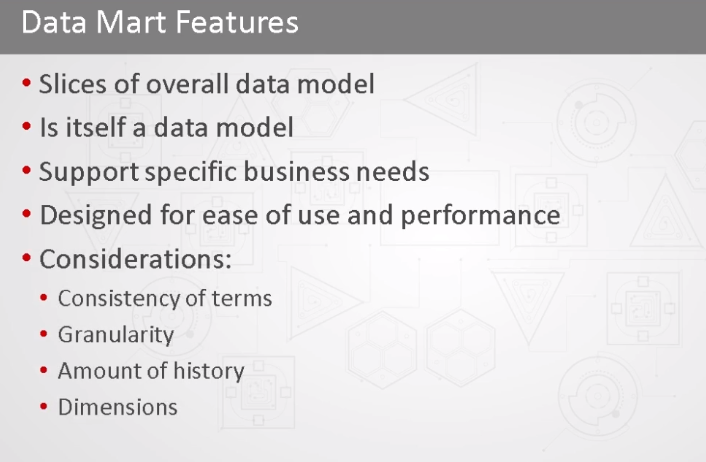 Data Mart Features
• Slices of overall data model
• Is itself a data model
• Support specific business needs
• Designed for ease of use and performance
• Considerations:
• Consistency of terms
• Granularity
• Amount of history
• Dimensions